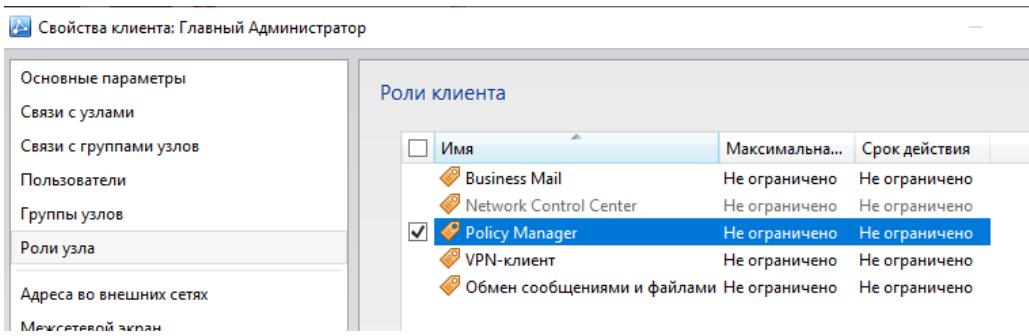 Свойства клиента: Главный Администратор
Основные параметры
Связи с узлами
Связи с группами узлов
Пользователи
Группы узлов
Роли узла
Адреса во внешних сетях
Межсетевой экран
Роли клиента
Имя Максимальна... Срок действия
Business Mail Не ограничено Не ограничено
Network Control Center Не ограничено Не ограничено
Policy Manager Не ограничено Не ограничено
VPN-клиент Не ограничено Не ограничено
Обмен сообщениями и файлами Не ограничено Не ограничено